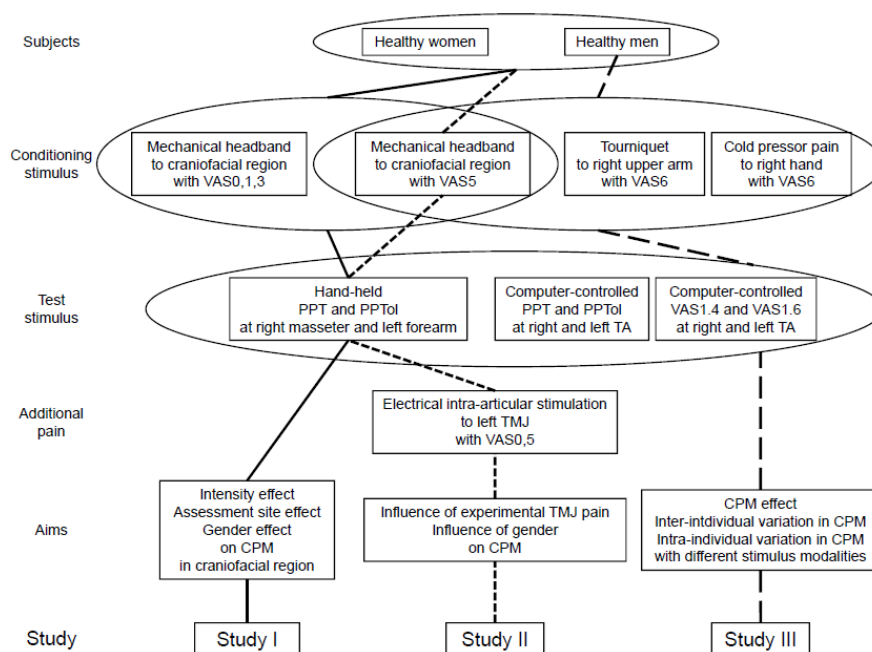 Subjects
Healthy women
Healthy men
Conditioning
stimulus
Mechanical headband
to craniofacial region
with VAS0,1,3
Mechanical headband
to craniofacial region
with VAS5
Tourniquet
to right upper arm
with VAS6
Cold pressor pain
to right hand
with VAS6
Test
stimulus
Hand-held
PPT and PPTol
at right masseter and left forearm
Computer-controlled
PPT and PPTol
at right and left TA
Computer-controlled
VAS1.4 and VAS1.6
at right and left TA
Additional
pain
Electrical intra-articular stimulation
to left TMJ
with VAS0,5
Aims
Intensity effect
Assessment site effect
Gender effect
on CPM
in craniofacial region
Influence of experimental TMJ pain
Influence of gender
on CPM
CPM effect
Inter-intdividual variation in CPM
Intra-individual variation in CPM
with different stimulus modalities
Study
Study I
Study II
Study III